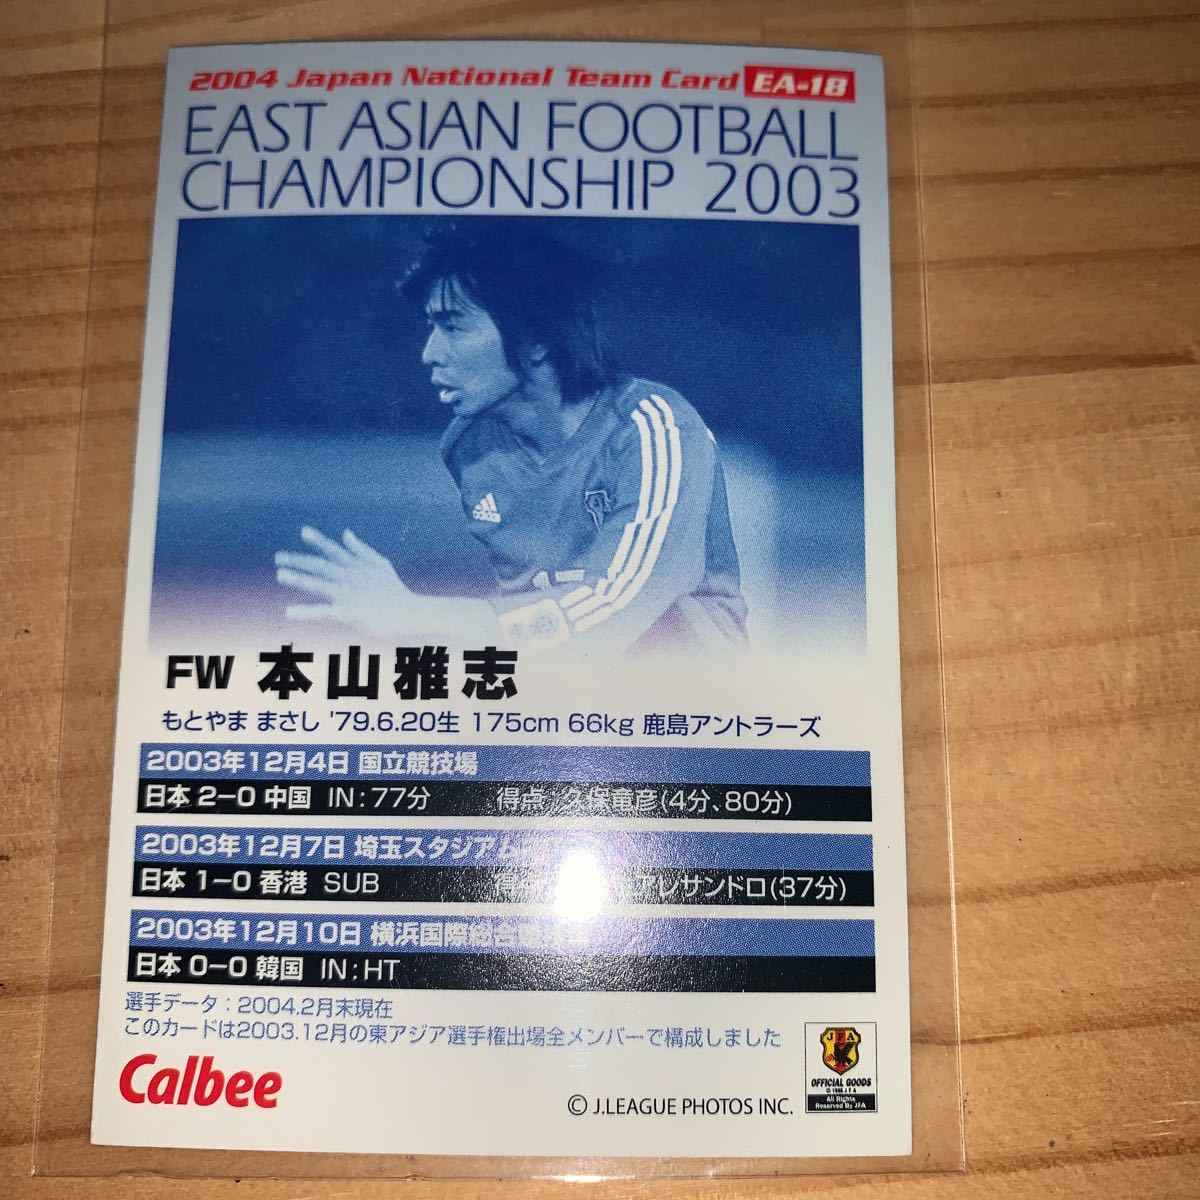 2004 Japan National Team Card EA-18
EAST ASIAN FOOTBALL
CHAMPIONSHIP 2003
adidas
FW 本山雅志
もとやま まさし '79.6.20生 175cm 66kg 鹿島アントラーズ
2003年12月4日 国立競技場
日本 2−0 中国 IN:77分 得点:久保竜彦(4分、80分)
2003年12月7日 埼玉スタジアム
日本 1−0 香港 SUB 得点 アレサンドロ(37分)
2003年12月10日 横浜国際総合
日本 0−0 韓国 IN:HT
選手データ:2004.2月末現在
このカードは2003.12月の東アジア選手権出場全メンバーで構成しました
Calbee
© J.LEAGUE PHOTOS INC.
JFA
OFFICIAL GOODS
© 1996 J F A
All Rights
Reserved By JFA